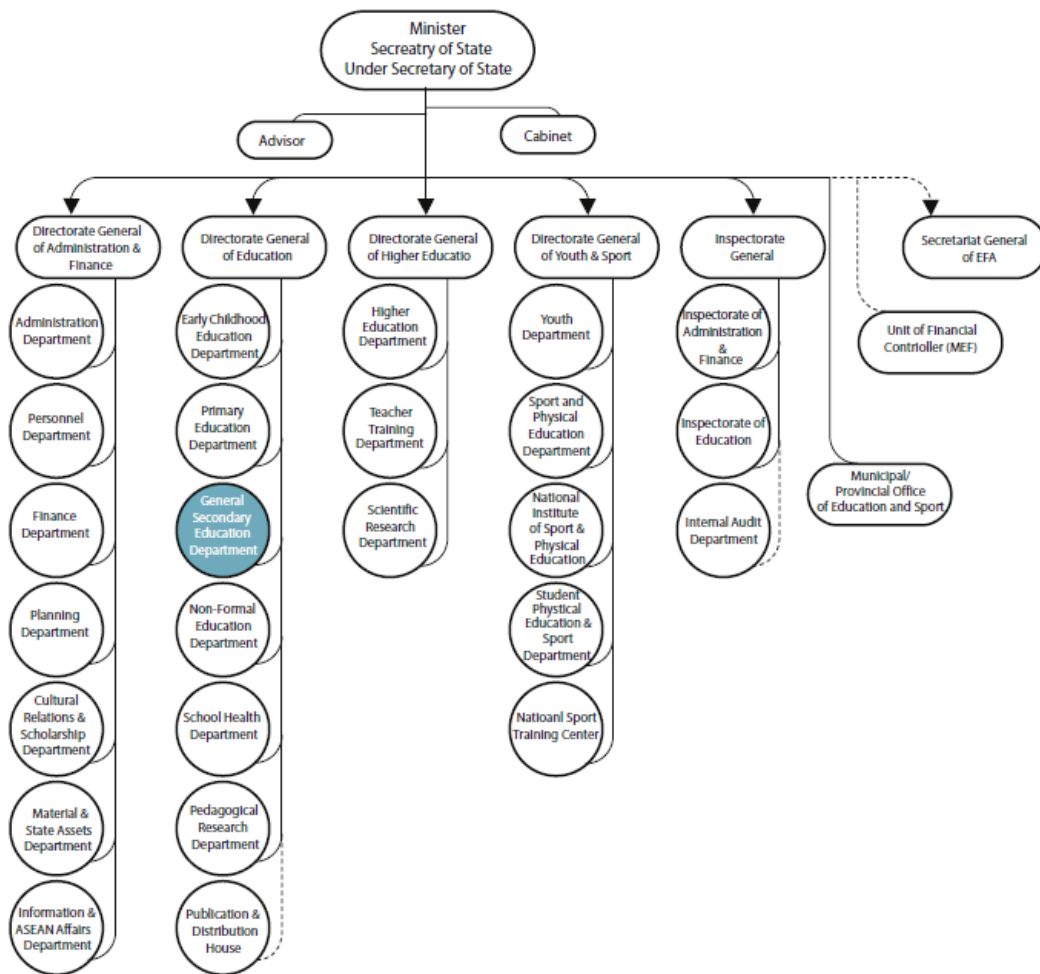 Minister
Secreatry of State
Under Secretary of State
Advisor
Cabinet
Directorate General
of Administration &
Finance
Directorate General
of Education
Directorate General
of Higher Educatio
Directorate General
of Youth & Sport
Inspectorate
General
Secretariat General
of EFA
Administration
Department
Personnel
Department
Finance
Department
Planning
Department
Cultural
Relations &
Scholarship
Department
Material &
State Assets
Department
Information &
ASEAN Affairs
Department
Early Childhood
Education
Department
Primary
Education
Department
General
Secondary
Education
Department
Non-Formal
Education
Department
School Health
Department
Pedagogical
Research
Department
Publication &
Distribution
House
Higher
Education
Department
Teacher
Training
Department
Scientific
Research
Department
Youth
Department
Sport and
Physical
Education
Department
National
Institute
of Sport &
Physical
Education
Student
Phystical
Education &
Sport
Department
Natioanl Sport
Training Center
Inspectorate of
Administration
&
Finance
Inspectorate of
Education
Internal Audit
Department
Unit of Financial
Contrioller (MEF)
Municipal/
Provincial Office
of Education and Sport